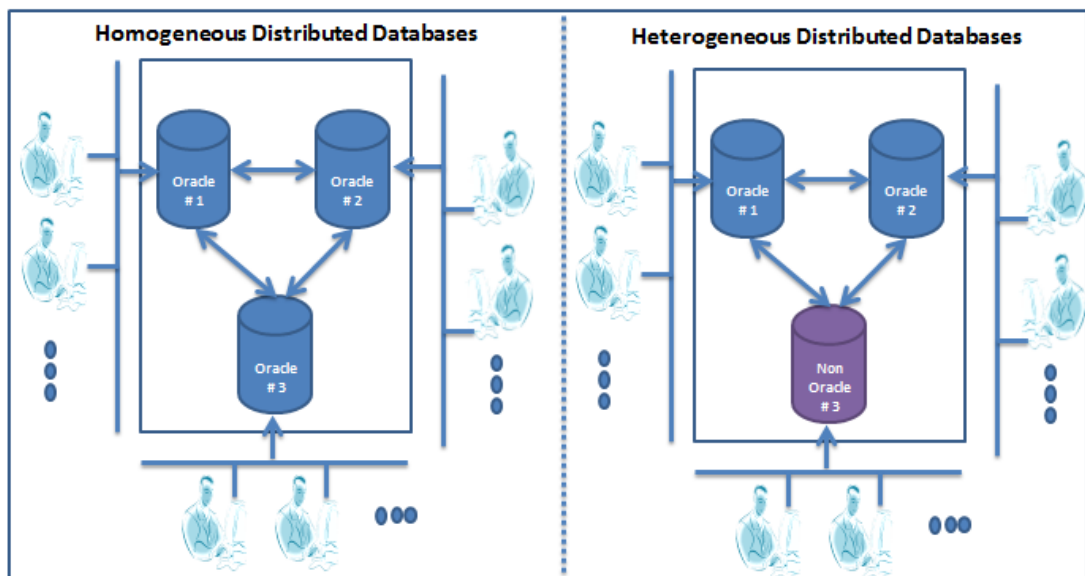 Homogeneous Distributed Databases
Oracle
# 1
Oracle
# 2
Oracle
# 3
Heterogeneous Distributed Databases
Oracle
# 1
Oracle
# 2
Non
Oracle
# 3